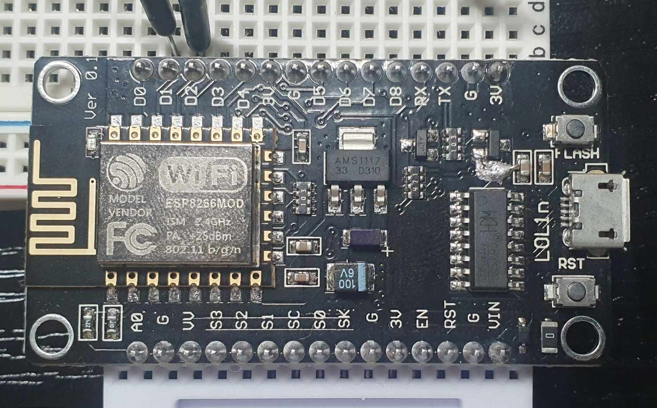 c d
b
Ver 0.1
D0 D1 D2 D3 D4 3V G D5 D6 D7 D8 RX TX G 3V
FLASH
AMS1117
33 D310
WiFi
MODEL
VENDOR
ESP8266MOD
ISM 2.4GHz
PA +25dBm
802.11 b/g/n
FC
LOLIn
RST
+
100
6V
A0 G VV S3 S2 S1 SC S0 SK G 3V EN RST G VIN
0